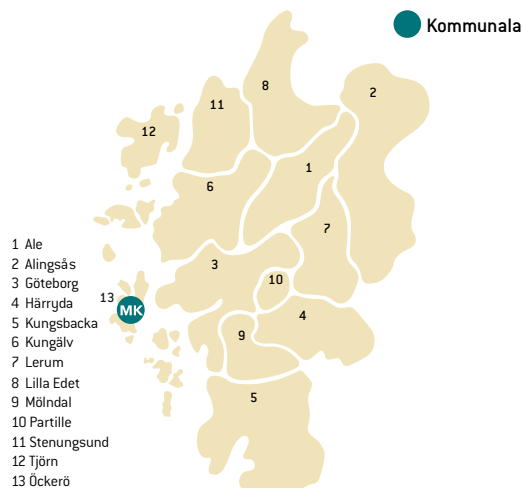 Kommunala
8
2
11
12
1
6
7
3
13
10
MK
4
9
5
1 Ale
2 Alingsås
3 Göteborg
4 Härryda
5 Kungsbacka
6 Kungälv
7 Lerum
8 Lilla Edet
9 Mölndal
10 Partille
11 Stenungsund
12 Tjörn
13 Öckerö